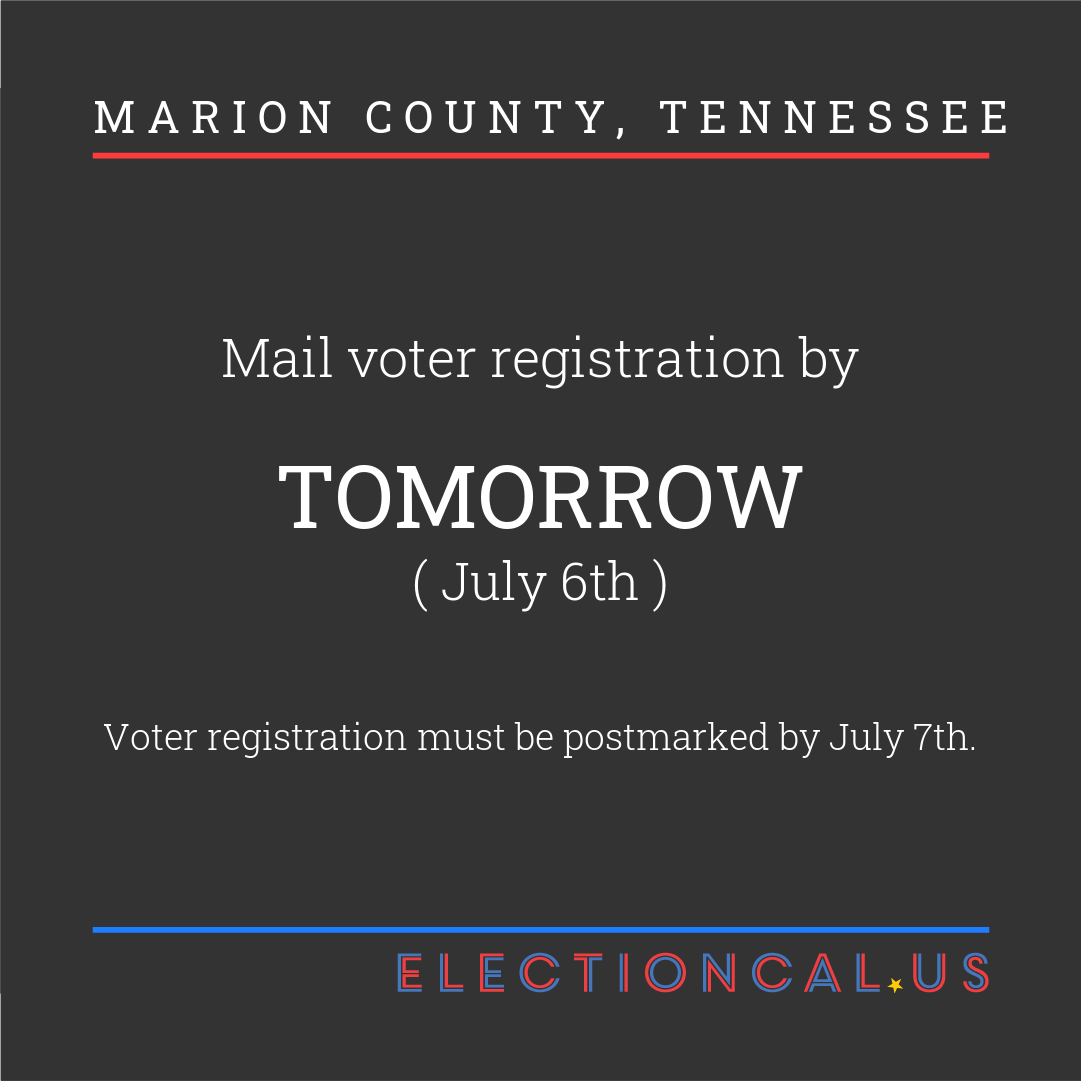 MARION COUNTY, TENNESSEE
Mail voter registration by
TOMORROW
( July 6th )
Voter registration must be postmarked by July 7th.
ELECTIONCAL.US